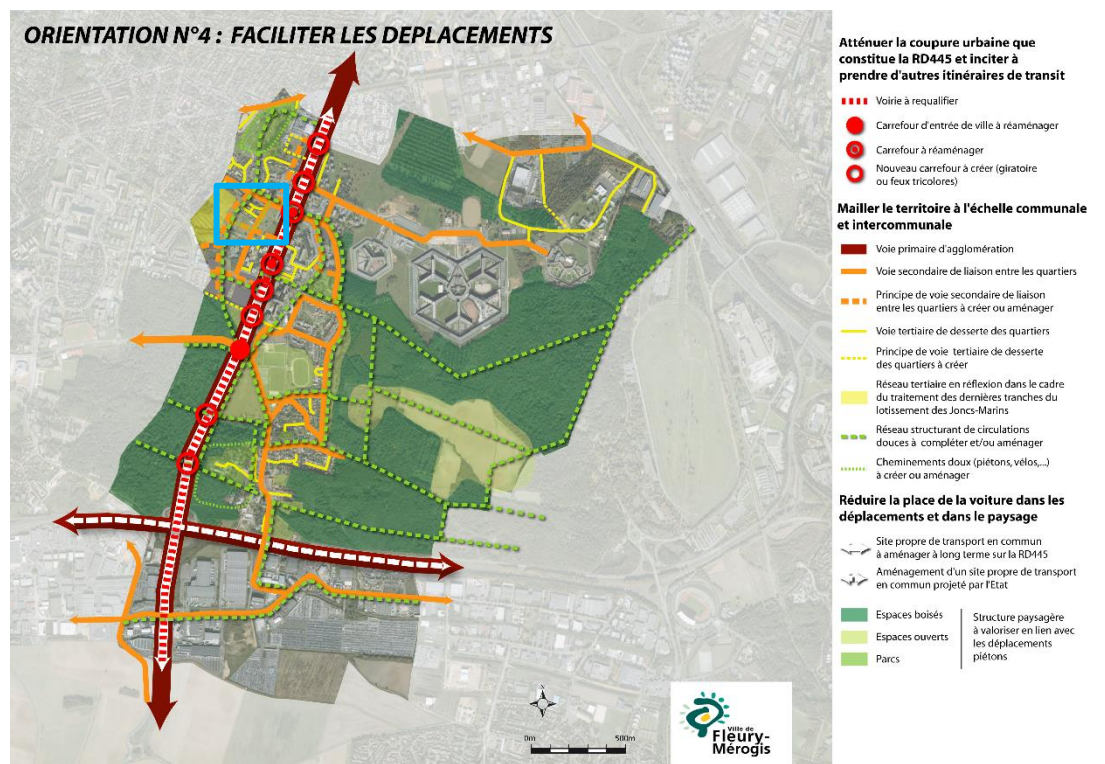 ORIENTATION N°4 : FACILITER LES DEPLACEMENTS
Atténuer la coupure urbaine que
constitue la RD445 et inciter à
prendre d'autres itinéraires de transit
Voirie à requalifier
Carrefour d'entrée de ville à réaménager
Carrefour à réaménager
Nouveau carrefour à créer (giratoire
ou feux tricolores)
Mailler le territoire à l'échelle communale
et intercommunale
Voie primaire d'agglomération
Voie secondaire de liaison entre les quartiers
Principe de voie secondaire de liaison
entre les quartiers à créer ou aménager
Voie tertiaire de desserte des quartiers
Principe de voie tertiaire de desserte
des quartiers à créer
Réseau tertiaire en réflexion dans le cadre
du traitement des dernières tranches du
lotissement des Joncs-Marins
Réseau structurant de circulations
douces à compléter et/ou aménager
Cheminements doux (piétons, vélos,...)
à créer ou aménager
Réduire la place de la voiture dans les
déplacements et dans le paysage
Site propre de transport en commun
à aménager à long terme sur la RD445
Aménagement d'un site propre de transport
en commun projeté par l'Etat
Espaces boisés
Espaces ouverts
Parcs
Structure paysagère
à valoriser en lien avec
les déplacements
piétons
0m
500m
Ville de
Fleury-
Mérogis